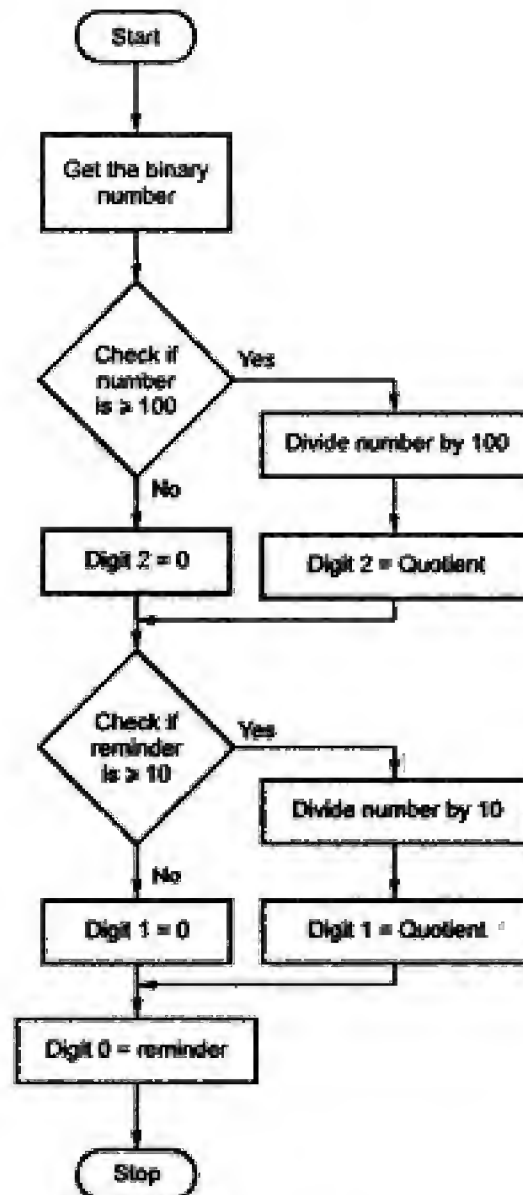 Start
Get the binary
number
Check if
number
is ≥ 100
Yes
Divide number by 100
No
Digit 2 = 0
Digit 2 = Quotient
Check if
reminder
is ≥ 10
Yes
Divide number by 10
No
Digit 1 = 0
Digit 1 = Quotient
Digit 0 = reminder
Stop